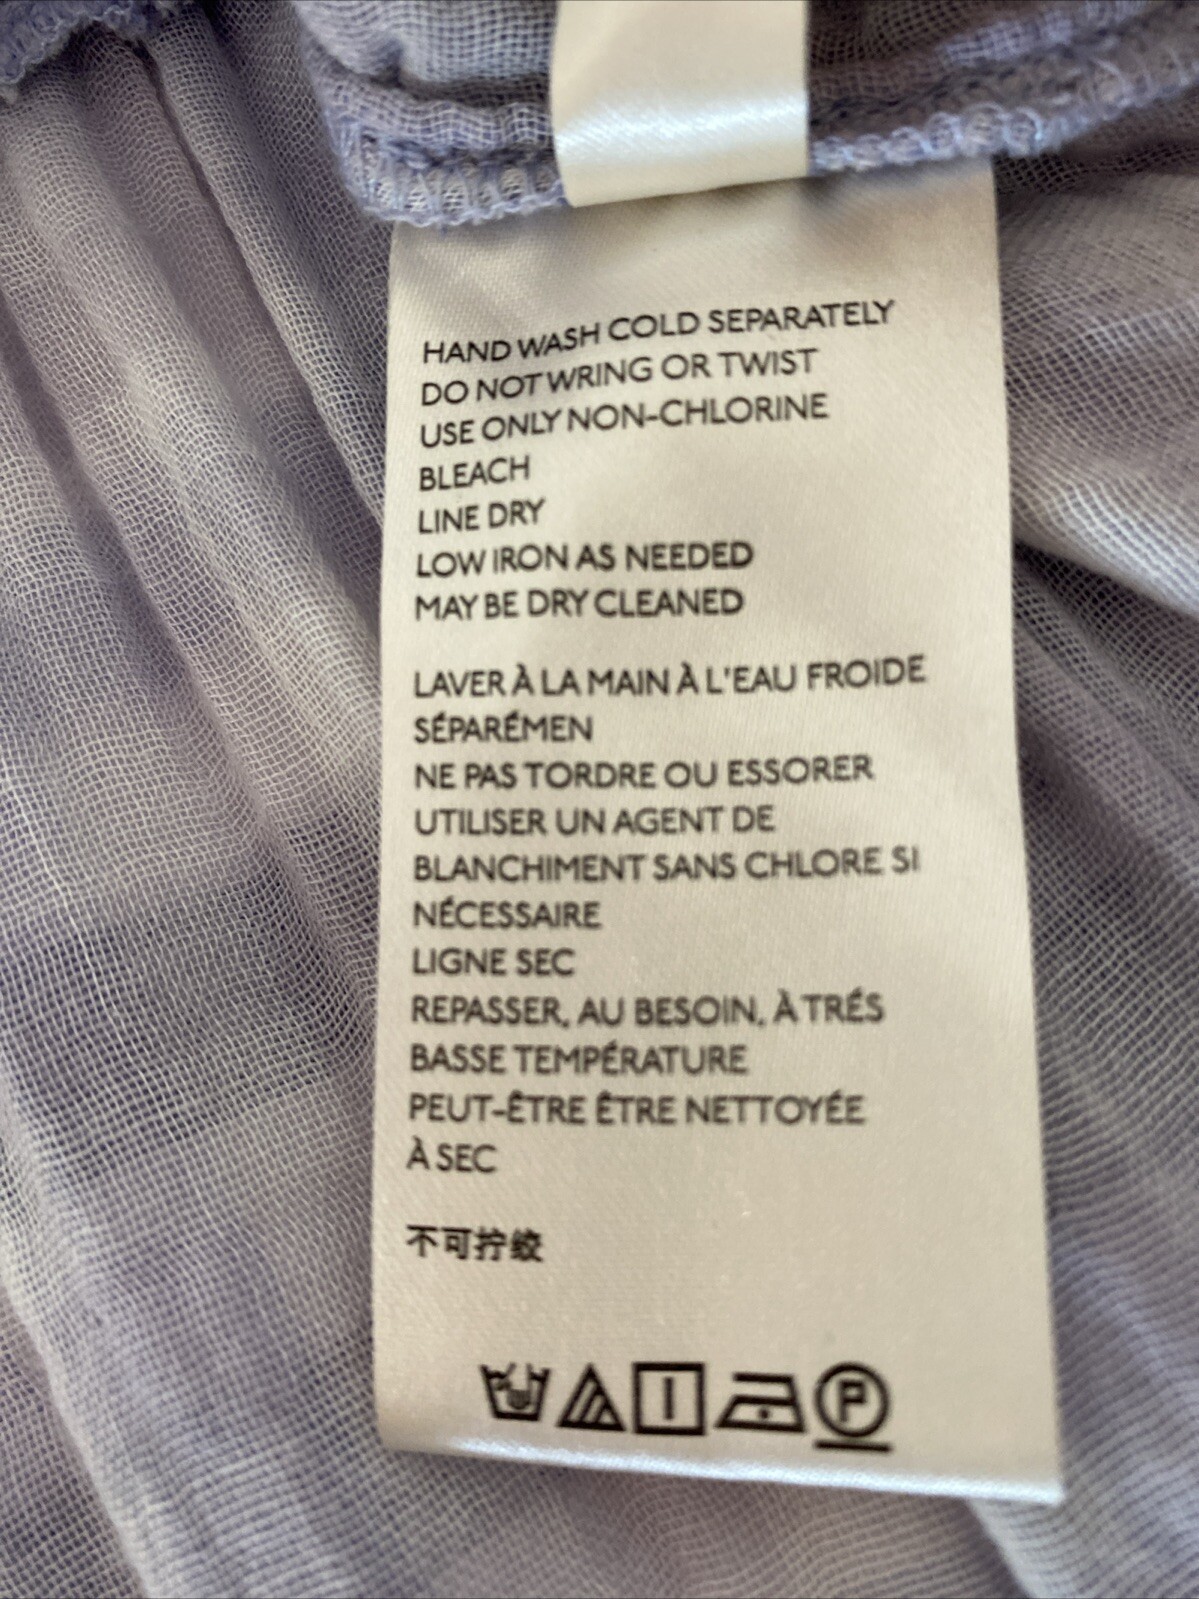 HAND WASH COLD SEPARATELY
DO NOT WRING OR TWIST
USE ONLY NON-CHLORINE
BLEACH
LINE DRY
LOW IRON AS NEEDED
MAY BE DRY CLEANED
LAVER À LA MAIN À L'EAU FROIDE
SÉPARÉMEN
NE PAS TORDRE OU ESSORER
UTILISER UN AGENT DE
BLANCHIMENT SANS CHLORE SI
NÉCESSAIRE
LIGNE SEC
REPASSER, AU BESOIN, À TRÉS
BASSE TEMPÉRATURE
PEUT-ÊTRE ÊTRE NETTOYÉE
À SEC
不可拧绞
P